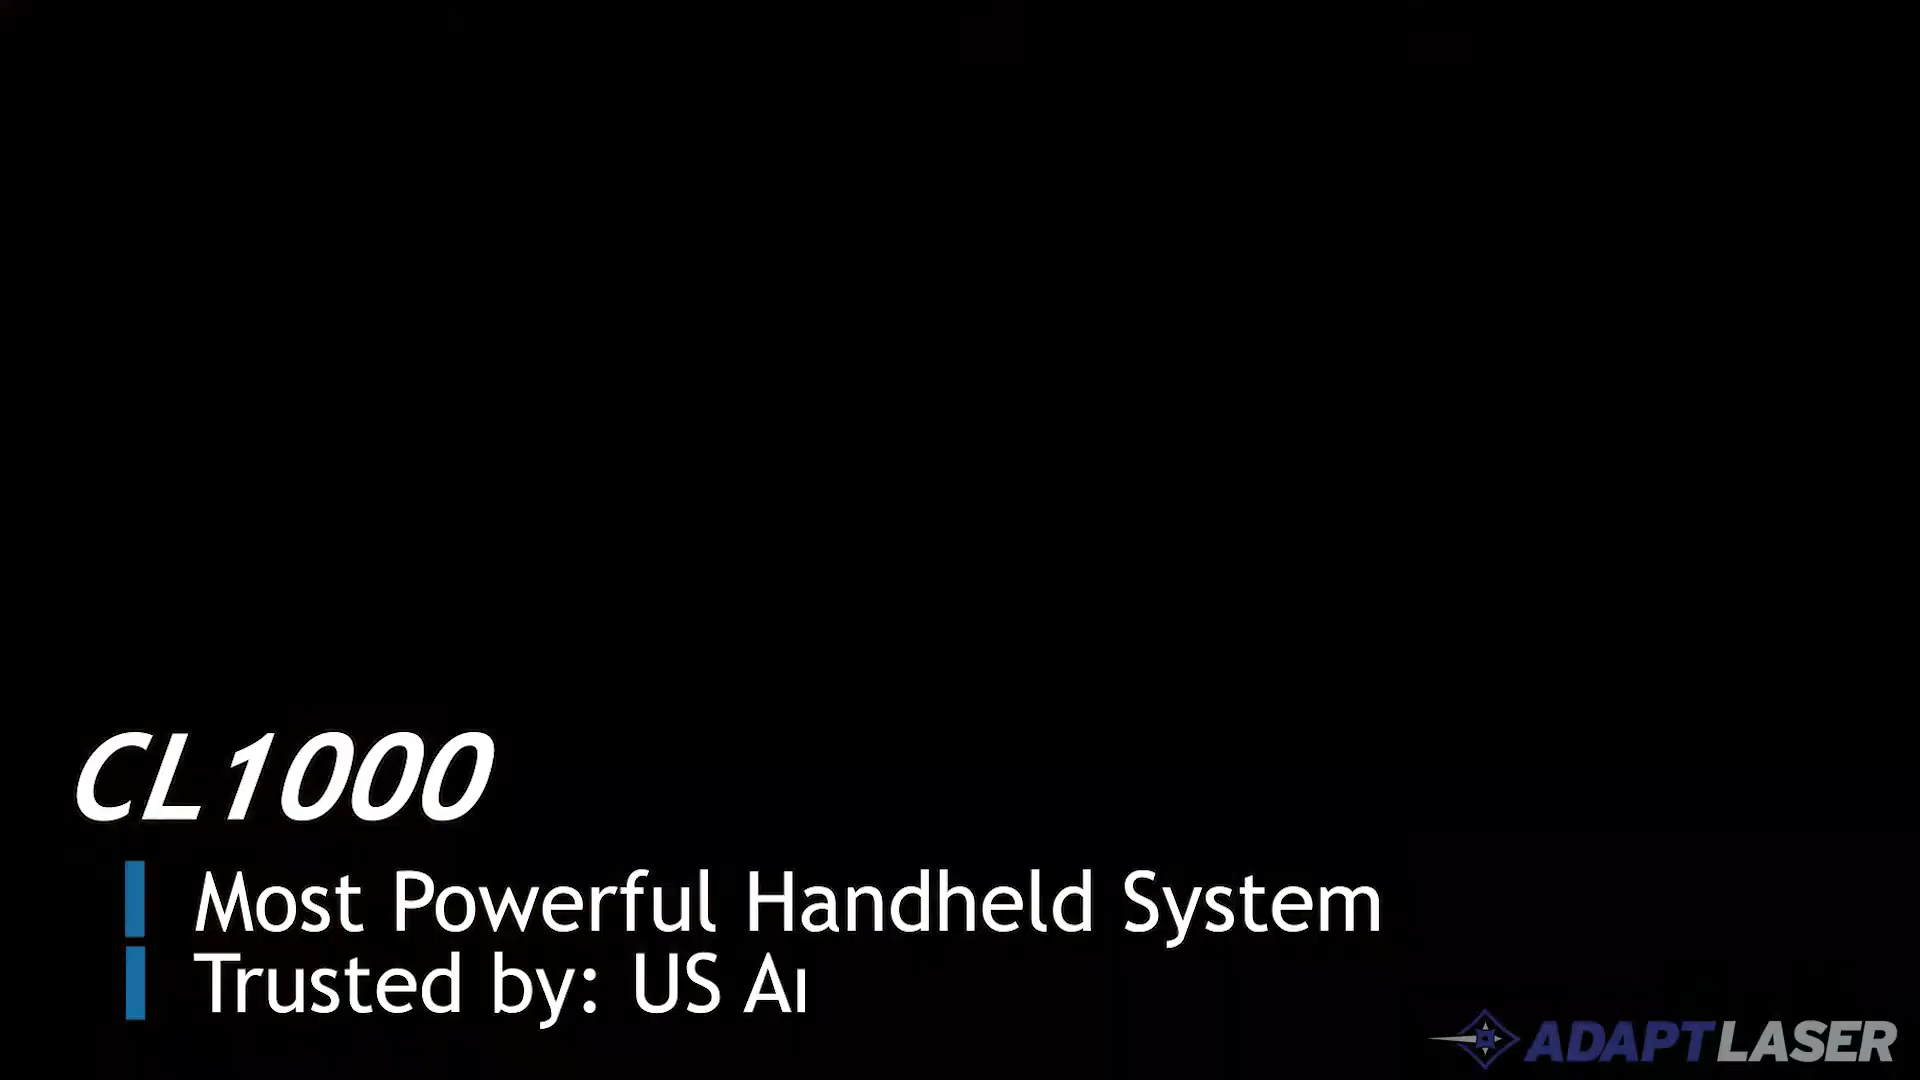 CL1000
Most Powerful Handheld System
Trusted by: US
ADAPTLASER